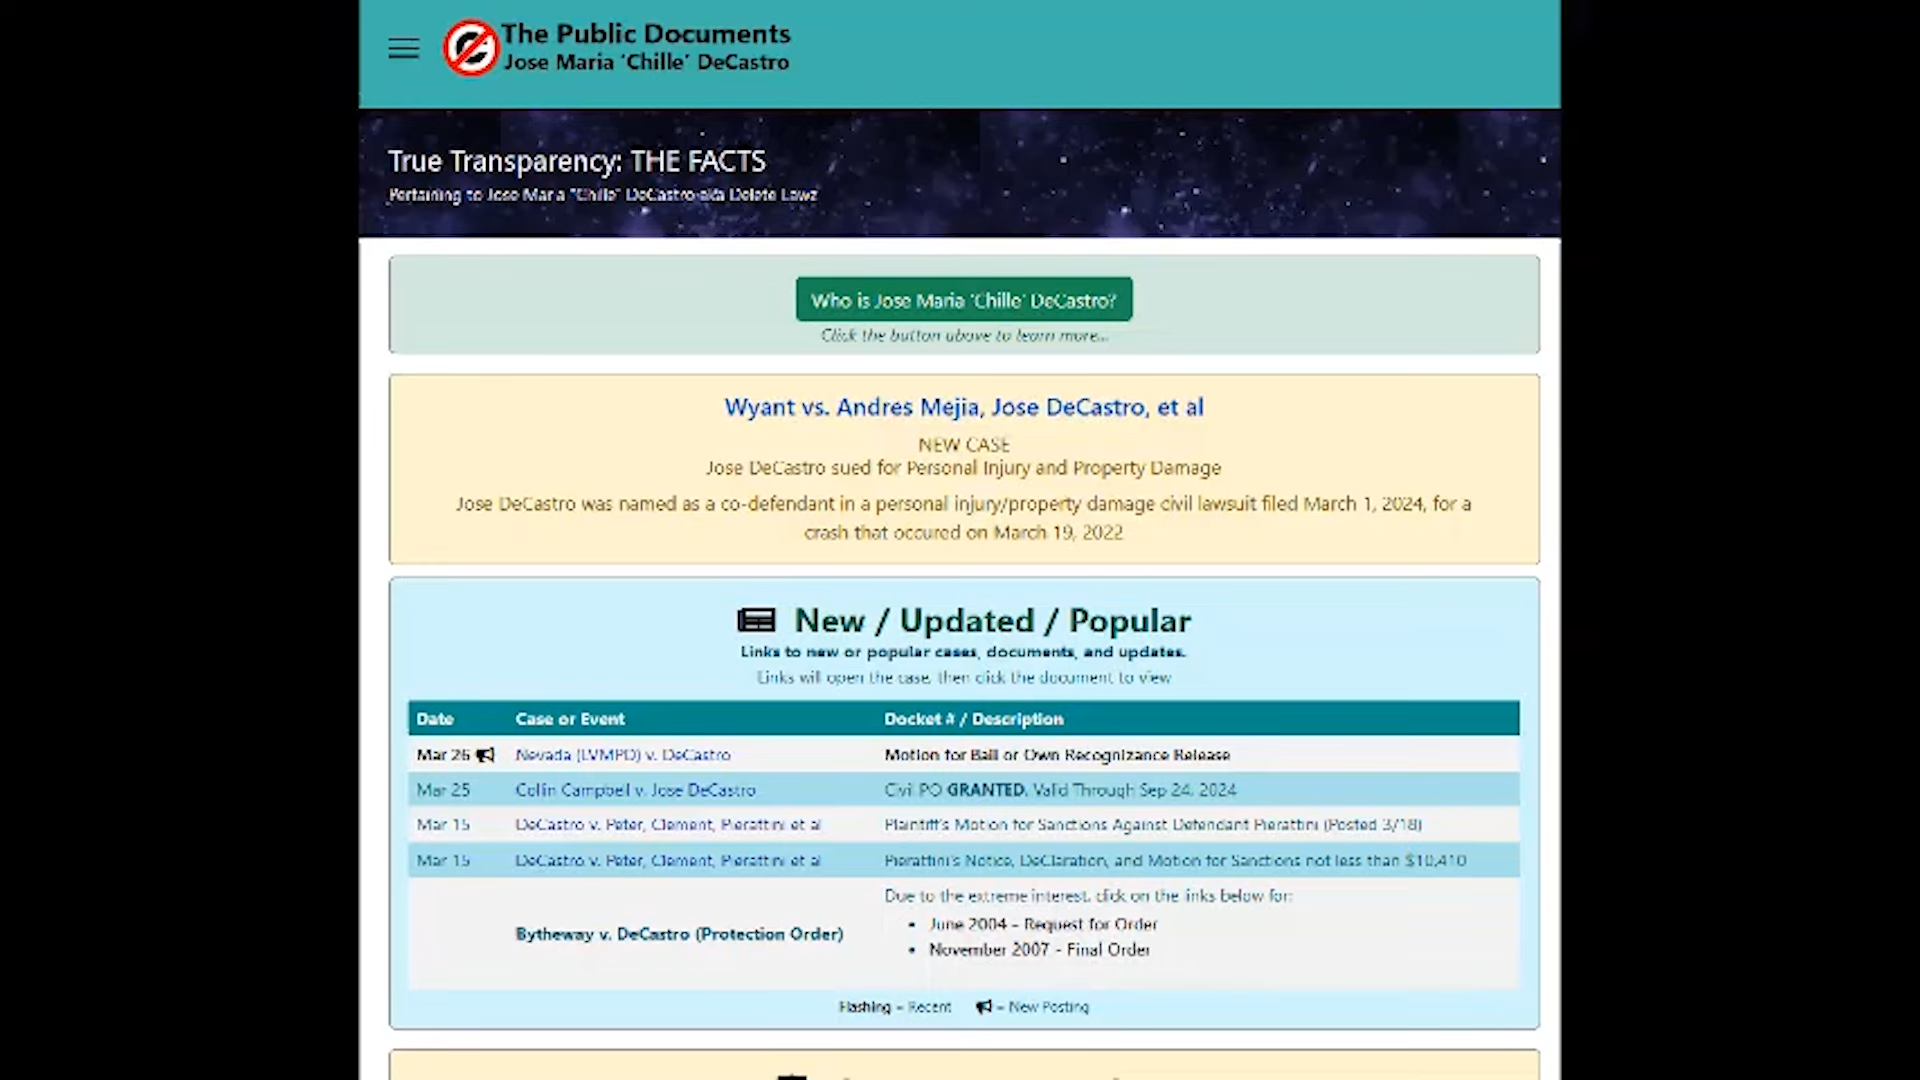 The Public Documents
Jose Maria 'Chille' DeCastro
True Transparency: THE FACTS
Pertaining to Jose Maria "Chille" DeCastro aka Delete Lawz
Who is Jose Maria 'Chille' DeCastro?
Click the button above to learn more...
Wyant vs. Andres Mejia, Jose DeCastro, et al
NEW CASE
Jose DeCastro sued for Personal Injury and Property Damage
Jose DeCastro was named as a co-defendant in a personal injury/property damage civil lawsuit filed March 1, 2024, for a
crash that occured on March 19, 2022
New / Updated / Popular
Links to new or popular cases, documents, and updates.
Links will open the case, then click the document to view
Date Case or Event Docket # / Description
Mar 26 Nevada (LVMPD) v. DeCastro Motion for Bail or Own Recognizance Release
Mar 25 Collin Campbell v. Jose DeCastro Civil PO GRANTED. Valid Through Sep 24, 2024
Mar 15 DeCastro v. Peter, Clement, Pierattini et al Plaintiff's Motion for Sanctions Against Defendant Pierattini (Posted 3/18)
Mar 15 DeCastro v. Peter, Clement, Pierattini et al Pierattini's Notice, DeClaration, and Motion for Sanctions not less than $10,410
Bytheway v. DeCastro (Protection Order) Due to the extreme interest, click on the links below for:
• June 2004 - Request for Order
• November 2007 - Final Order
Flashing = Recent = New Posting